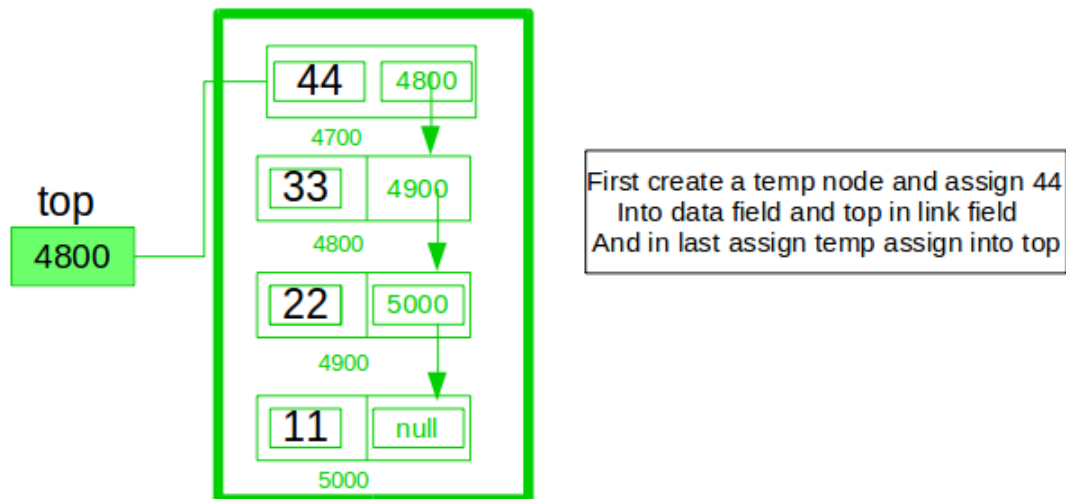 44 4800
4700
33 4900
4800
22 5000
4900
11 null
5000
top
4800
First create a temp node and assign 44
Into data field and top in link field
And in last assign temp assign into top